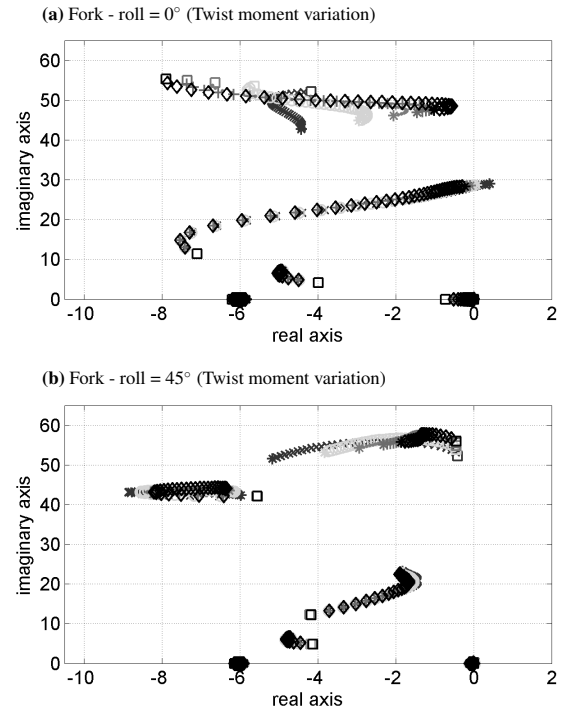 (a) Fork - roll = 0° (Twist moment variation)
60
50
40
30
20
10
0
imaginary axis
-10 -8 -6 -4 -2 0 2
real axis
(b) Fork - roll = 45° (Twist moment variation)
60
50
40
30
20
10
0
imaginary axis
-10 -8 -6 -4 -2 0 2
real axis